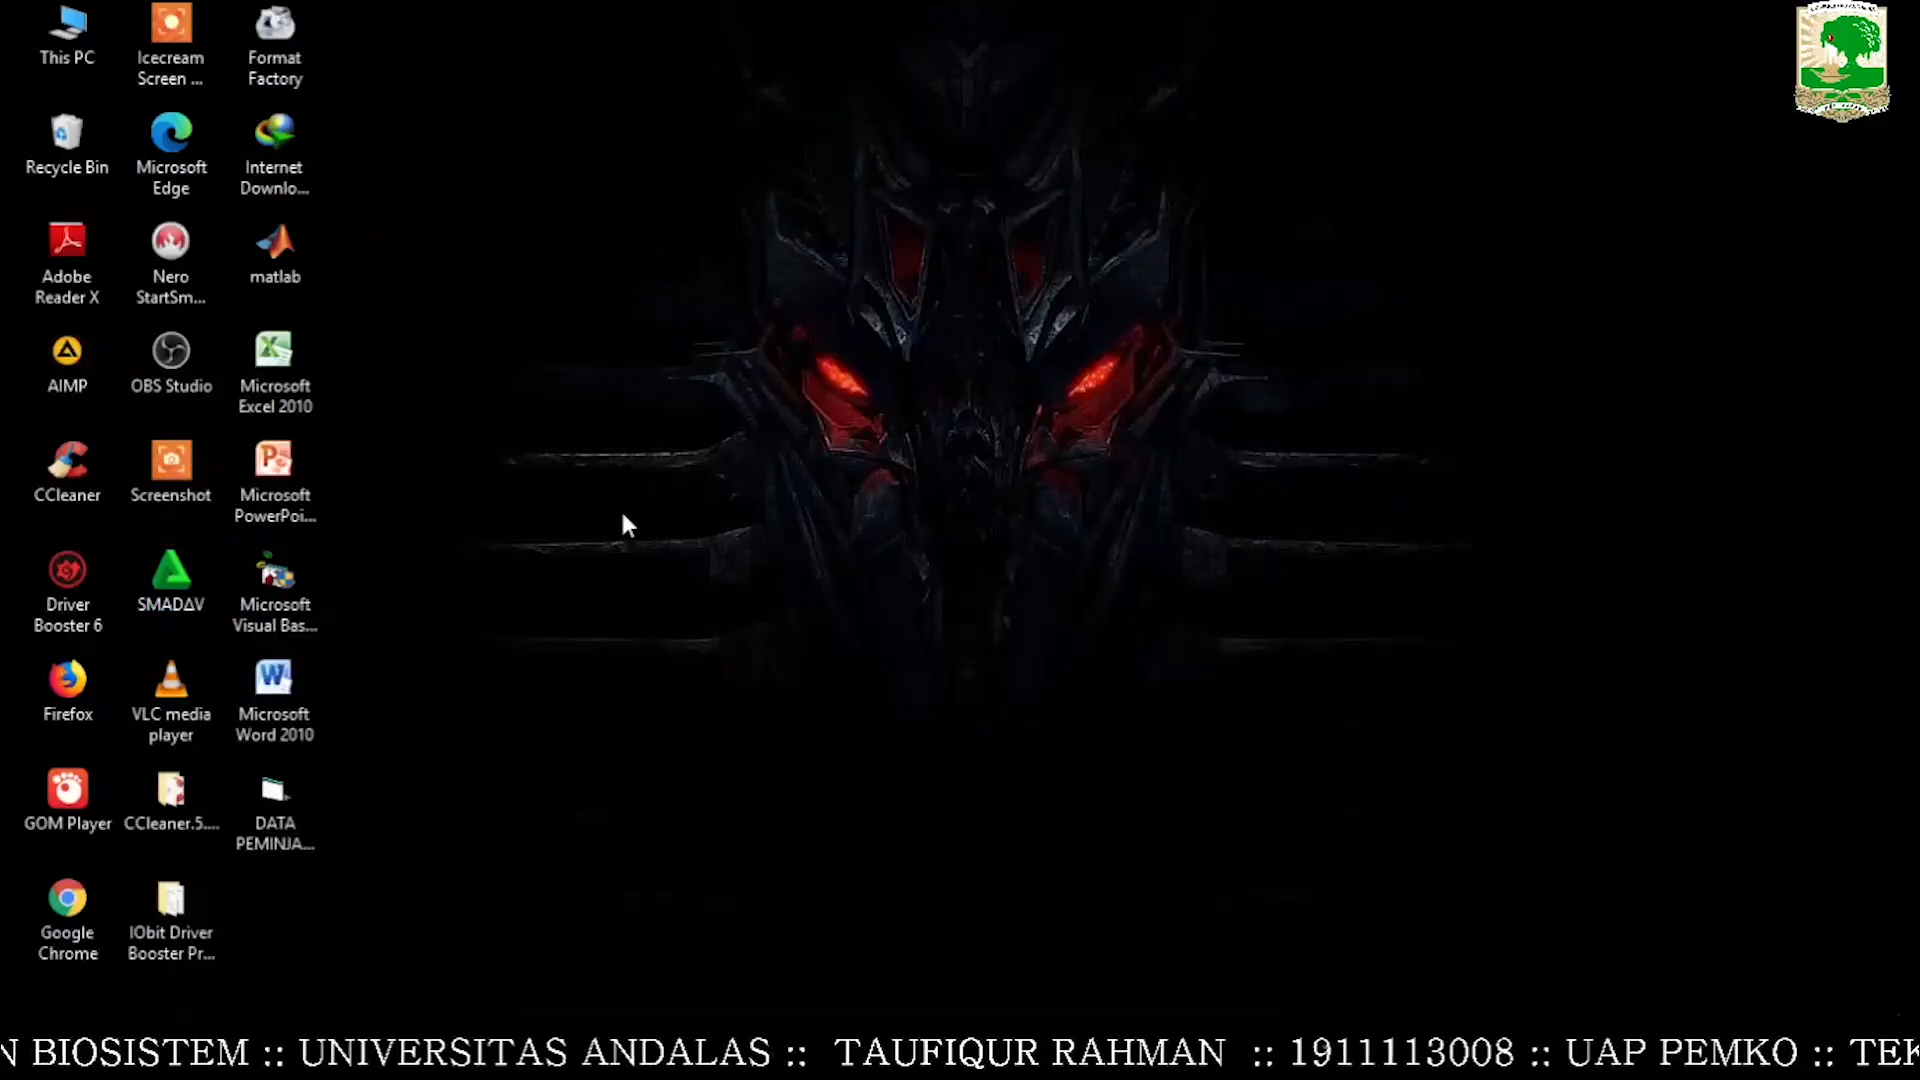 This PC
Icecream
Screen ...
Format
Factory
Recycle Bin
Microsoft
Edge
Internet
Downlo...
Adobe
Reader X
Nero
StartSm...
matlab
AIMP
OBS Studio
Microsoft
Excel 2010
CCleaner
Screenshot
Microsoft
PowerPoi...
Driver
Booster 6
SMADΔV
Microsoft
Visual Bas...
Firefox
VLC media
player
Microsoft
Word 2010
GOM Player
CCleaner.5....
DATA
PEMINJA...
Google
Chrome
IObit Driver
Booster Pr...
N BIOSISTEM :: UNIVERSITAS ANDALAS :: TAUFIQUR RAHMAN :: 1911113008 :: UAP PEMKO :: TEK